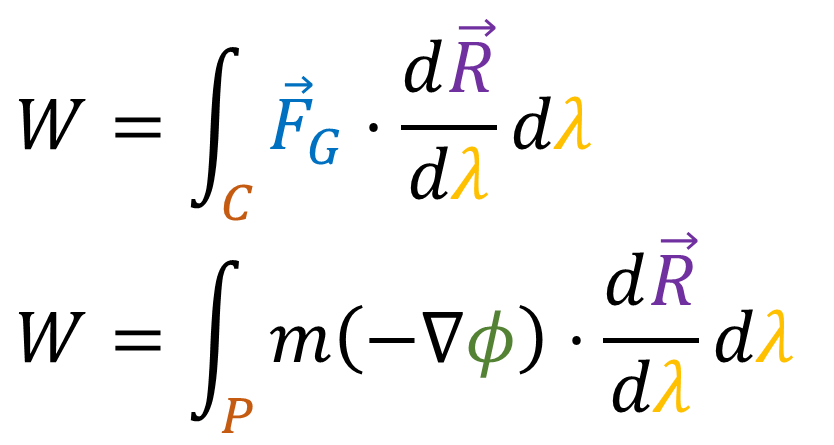 W = ∫_C F⃗_G · dR⃗/dλ dλ
W = ∫_P m(−∇ϕ) · dR⃗/dλ dλ